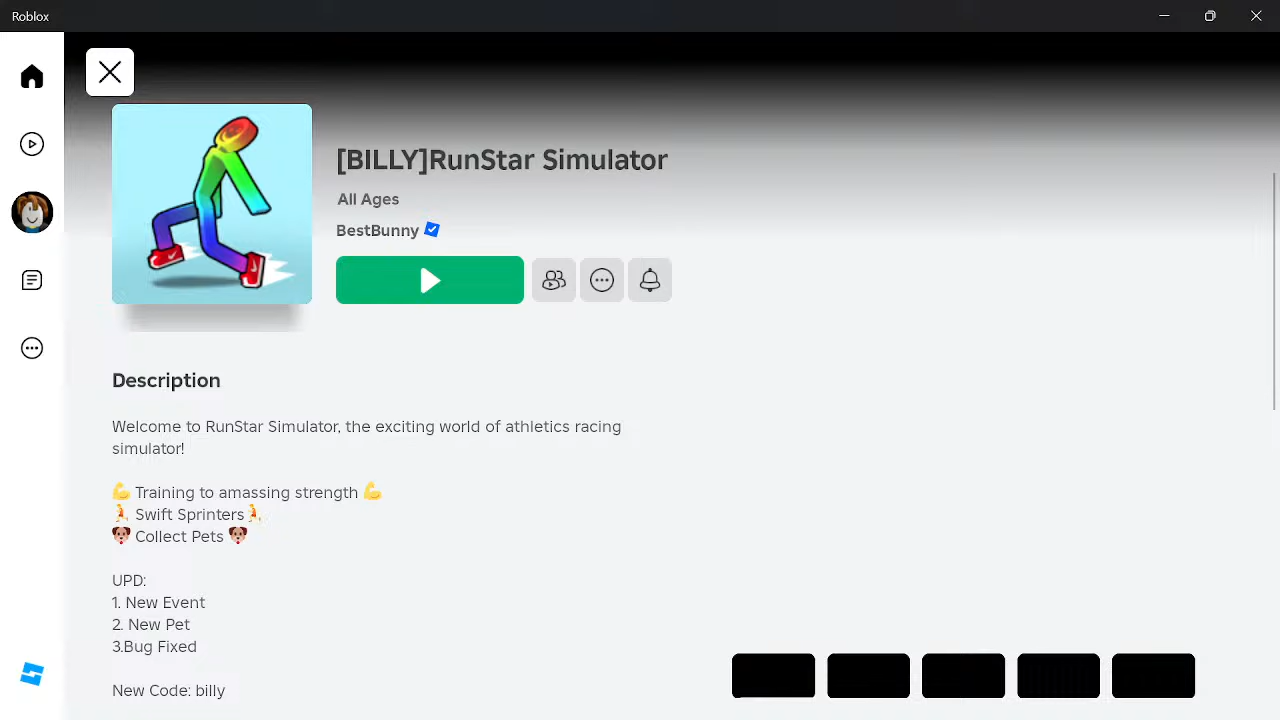 Roblox
[BILLY]RunStar Simulator
All Ages
BestBunny
Description
Welcome to RunStar Simulator, the exciting world of athletics racing
simulator!
💪 Training to amassing strength 💪
🏃 Swift Sprinters🏃
🐶 Collect Pets 🐶
UPD:
1. New Event
2. New Pet
3.Bug Fixed
New Code: billy